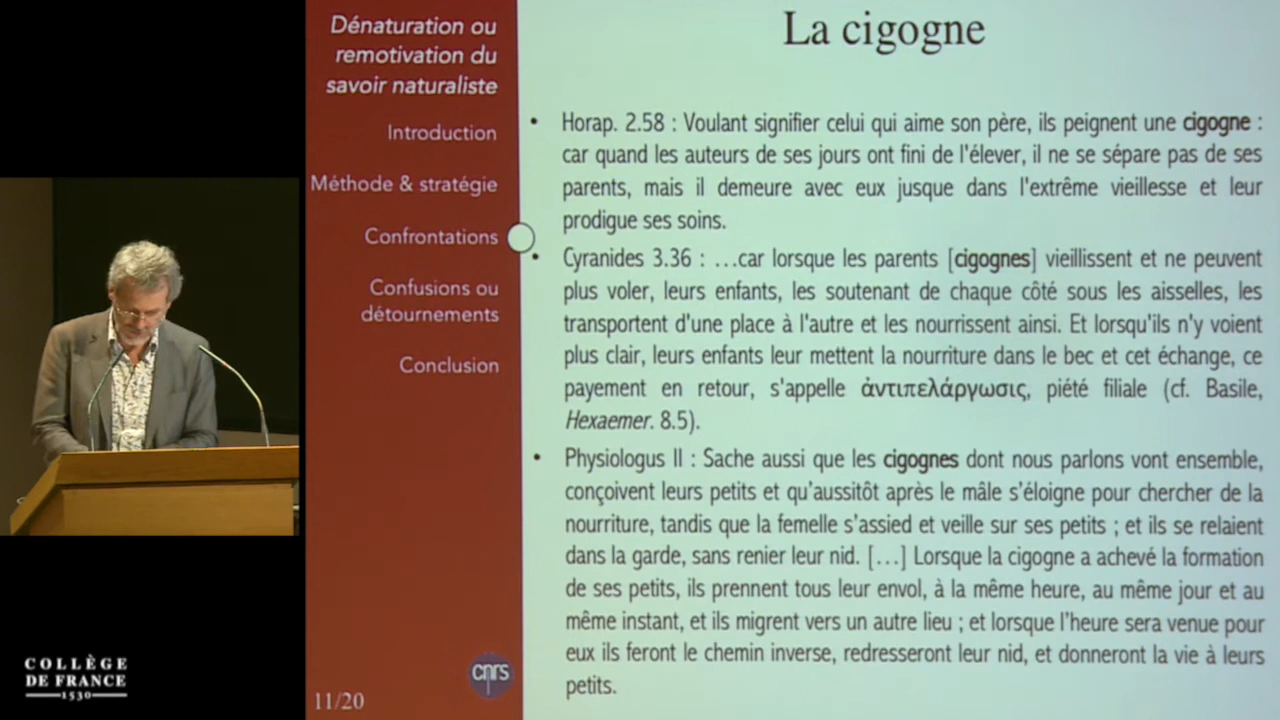 Dénaturation ou
remotivation du
savoir naturaliste
Introduction
Méthode & stratégie
Confrontations
Confusions ou
détournements
Conclusion
cnrs
11/20
La cigogne
• Horap. 2.58 : Voulant signifier celui qui aime son père, ils peignent une cigogne :
car quand les auteurs de ses jours ont fini de l'élever, il ne se sépare pas de ses
parents, mais il demeure avec eux jusque dans l'extrême vieillesse et leur
prodigue ses soins.
• Cyranides 3.36 : …car lorsque les parents [cigognes] vieillissent et ne peuvent
plus voler, leurs enfants, les soutenant de chaque côté sous les aisselles, les
transportent d'une place à l'autre et les nourrissent ainsi. Et lorsqu'ils n'y voient
plus clair, leurs enfants leur mettent la nourriture dans le bec et cet échange, ce
payement en retour, s'appelle ἀντιπελάργωσις, piété filiale (cf. Basile,
Hexaemer. 8.5).
• Physiologus II : Sache aussi que les cigognes dont nous parlons vont ensemble,
conçoivent leurs petits et qu’aussitôt après le mâle s’éloigne pour chercher de la
nourriture, tandis que la femelle s’assied et veille sur ses petits ; et ils se relaient
dans la garde, sans renier leur nid. […] Lorsque la cigogne a achevé la formation
de ses petits, ils prennent tous leur envol, à la même heure, au même jour et au
même instant, et ils migrent vers un autre lieu ; et lorsque l’heure sera venue pour
eux ils feront le chemin inverse, redresseront leur nid, et donneront la vie à leurs
petits.
COLLÈGE
DE FRANCE
1530